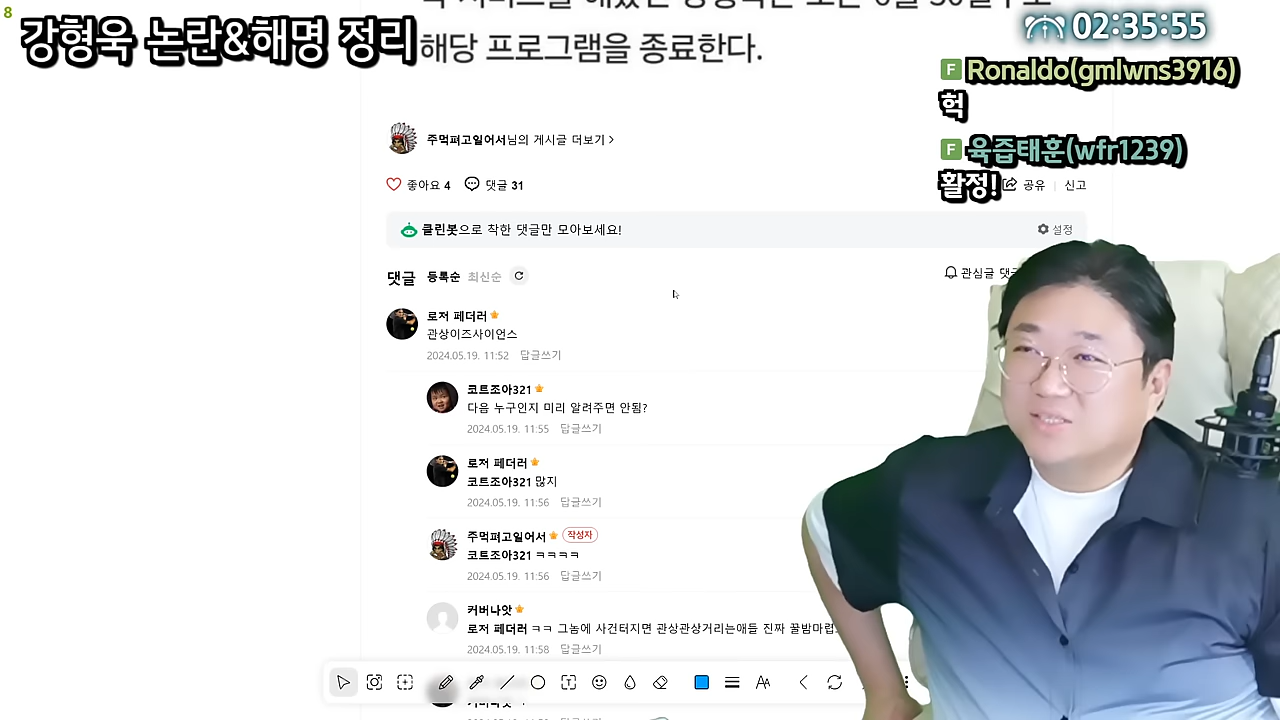 8
강형욱 논란&해명 정리
해당 프로그램을 종료한다.
02:35:55
F Ronaldo(gmlwns3916)
헉
F 육즙태훈(wfr1239)
활정!
주먹펴고일어서님의 게시글 더보기 >
좋아요 4 댓글 31
공유 | 신고
클린봇으로 착한 댓글만 모아보세요!
설정
댓글 등록순 최신순
관심글 댓글
로저 페더러
관상이즈사이언스
2024.05.19. 11:52 답글쓰기
코트조아321
다음 누구인지 미리 알려주면 안됨?
2024.05.19. 11:55 답글쓰기
로저 페더러
코트조아321 많지
2024.05.19. 11:56 답글쓰기
주먹펴고일어서 작성자
코트조아321 ㅋㅋㅋㅋ
2024.05.19. 11:56 답글쓰기
커버나앗
로저 페더러 ㅋㅋ 그놈에 사건터지면 관상관상거리는애들 진짜 꿀밤마렵
2024.05.19. 11:58 답글쓰기